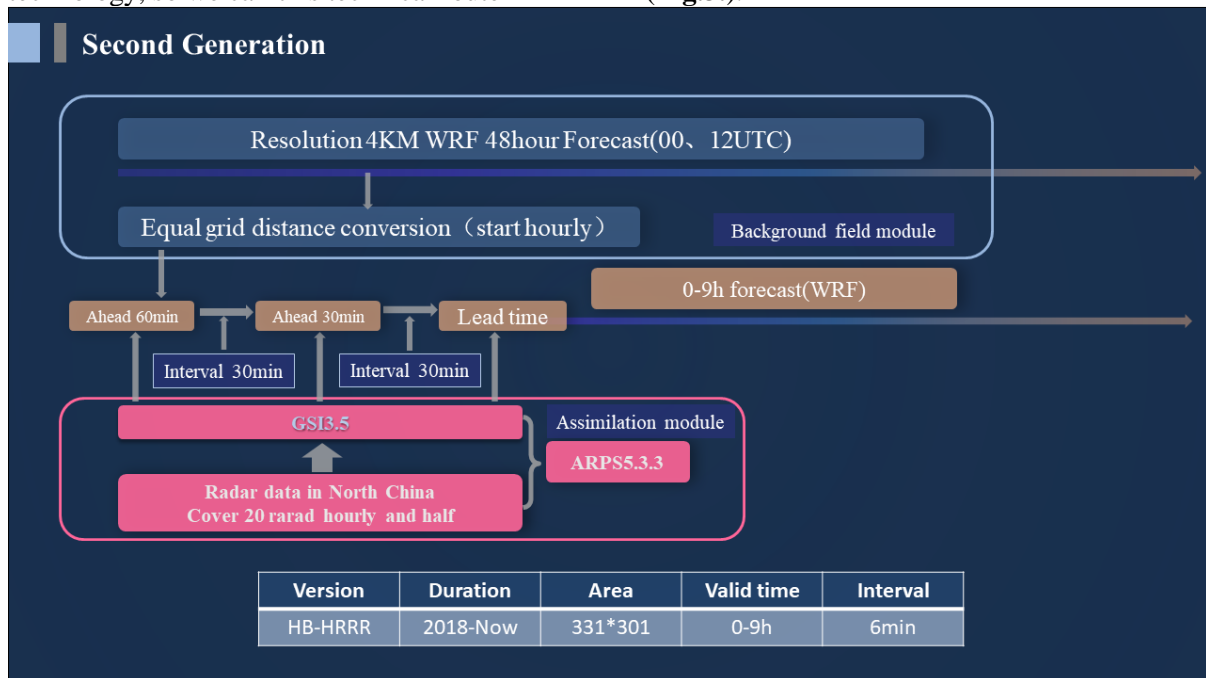 Second Generation
Resolution 4KM WRF 48hour Forecast(00、12UTC)
Equal grid distance conversion（start hourly）
Background field module
0-9h forecast(WRF)
Ahead 60min
Ahead 30min
Lead time
Interval 30min
Interval 30min
GSI3.5
Assimilation module
ARPS5.3.3
Radar data in North China
Cover 20 rarad hourly and half
Version Duration Area Valid time Interval
HB-HRRR 2018-Now 331*301 0-9h 6min